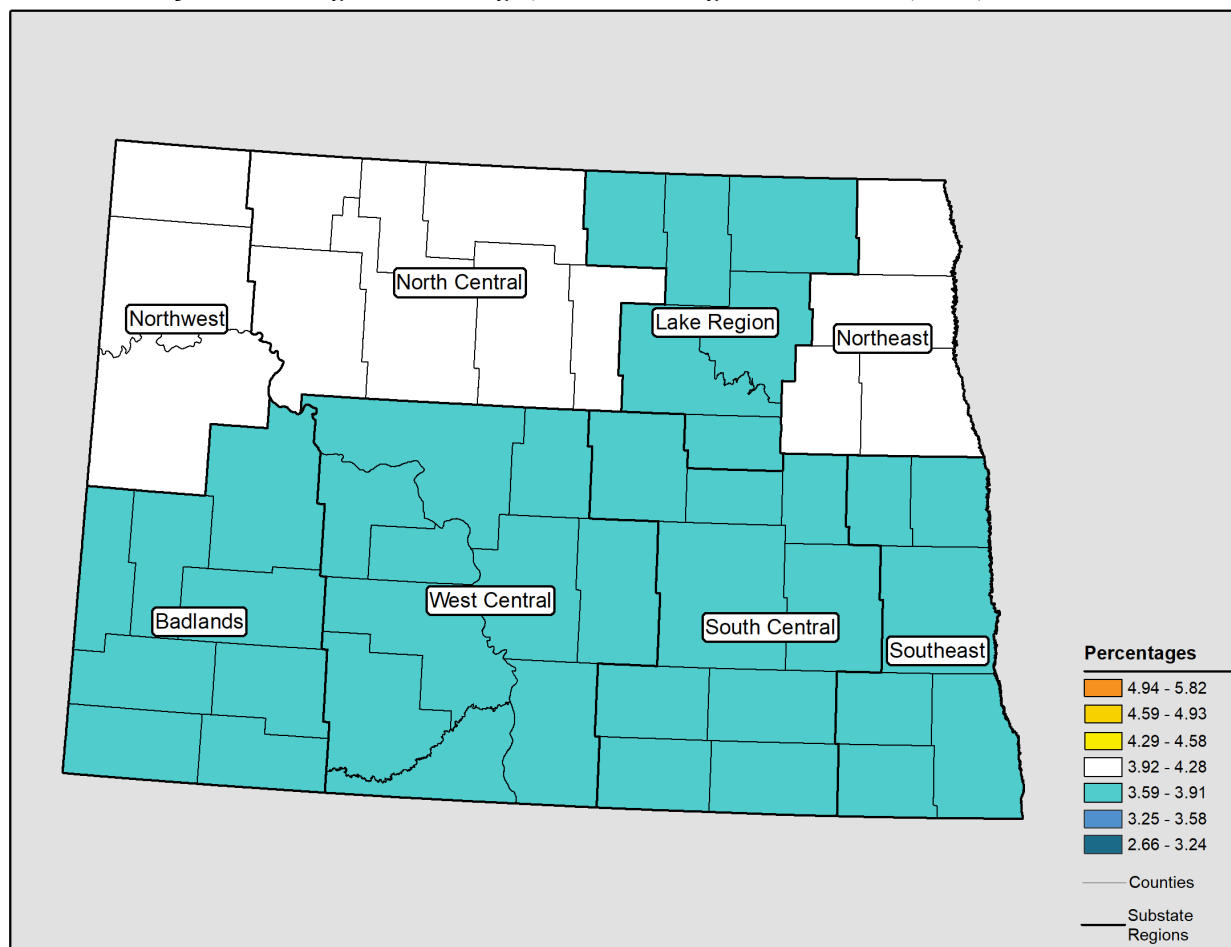 North Central
Northwest
Lake Region
Northeast
West Central
Badlands
South Central
Southeast
Percentages
4.94 - 5.82
4.59 - 4.93
4.29 - 4.58
3.92 - 4.28
3.59 - 3.91
3.25 - 3.58
2.66 - 3.24
Counties
Substate
Regions